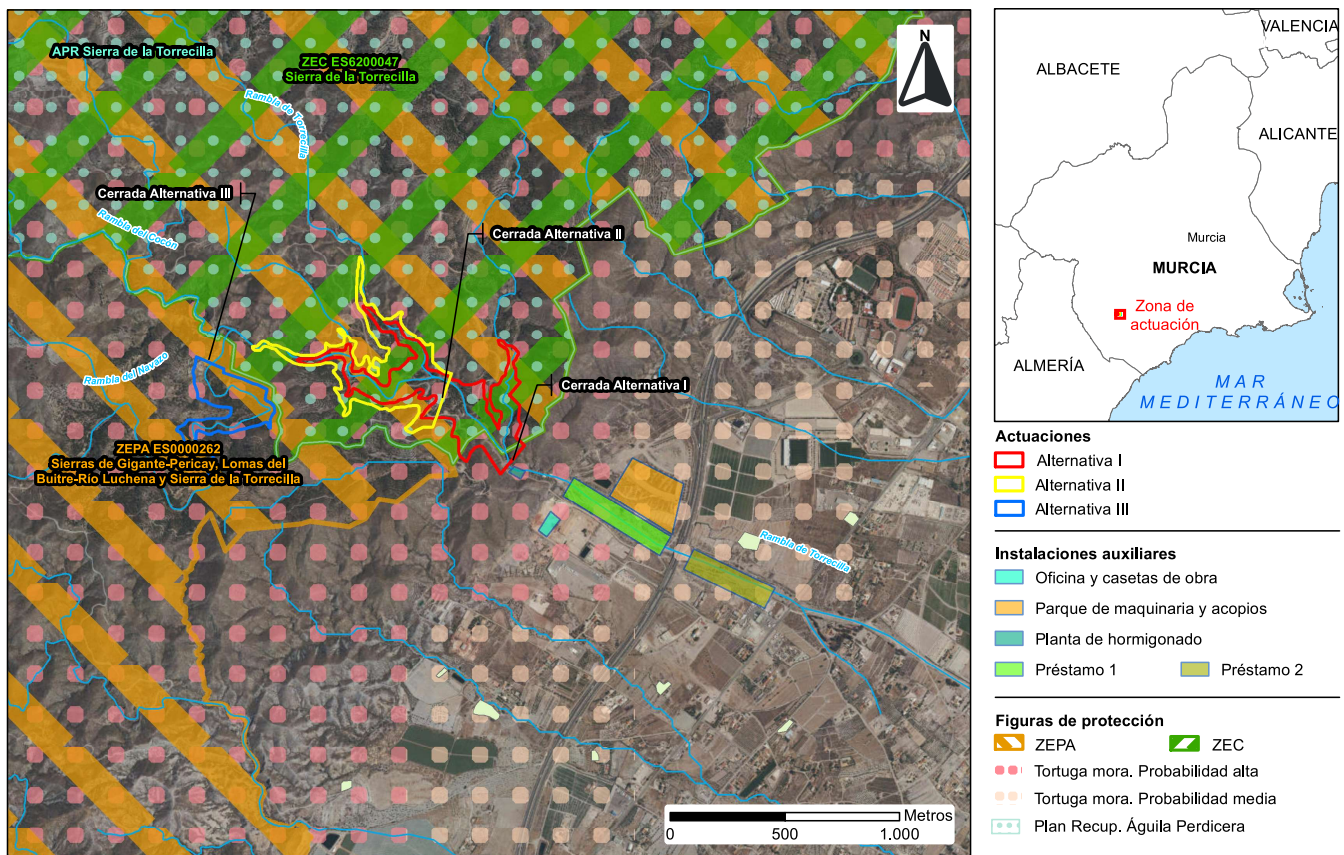 APR Sierra de la Torrecilla
ZEC ES6200047
Sierra de la Torrecilla
Rambla de
Torrecilla
N
Cerrada Alternativa III
Rambla del Cocón
Cerrada Alternativa II
Rambla del Navazo
Cerrada Alternativa I
ZEPA ES0000262
Sierras de Gigante-Pericay, Lomas del
Buitre-Río Luchena y Sierra de la Torrecilla
Rambla de
Torrecilla
Metros
0 500 1.000
VALENCIA
ALBACETE
ALICANTE
Murcia
MURCIA
Zona de
actuación
ALMERÍA
MAR
MEDITERRÁNEO
Actuaciones
Alternativa I
Alternativa II
Alternativa III
Instalaciones auxiliares
Oficina y casetas de obra
Parque de maquinaria y acopios
Planta de hormigonado
Préstamo 1 Préstamo 2
Figuras de protección
ZEPA ZEC
Tortuga mora. Probabilidad alta
Tortuga mora. Probabilidad media
Plan Recup. Águila Perdicera